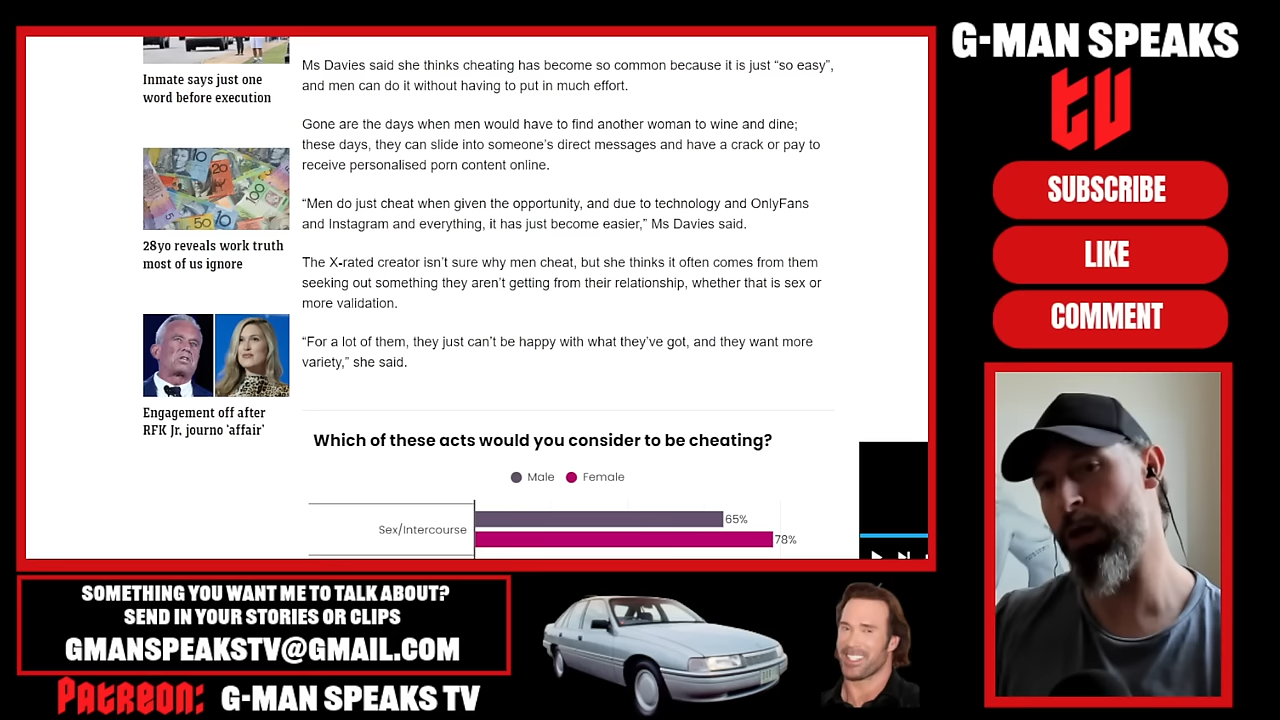 Inmate says just one
word before execution
28yo reveals work truth
most of us ignore
Engagement off after
RFK Jr, journo ‘affair’
Ms Davies said she thinks cheating has become so common because it is just “so easy”,
and men can do it without having to put in much effort.
Gone are the days when men would have to find another woman to wine and dine;
these days, they can slide into someone’s direct messages and have a crack or pay to
receive personalised porn content online.
“Men do just cheat when given the opportunity, and due to technology and OnlyFans
and Instagram and everything, it has just become easier,” Ms Davies said.
The X-rated creator isn’t sure why men cheat, but she thinks it often comes from them
seeking out something they aren’t getting from their relationship, whether that is sex or
more validation.
“For a lot of them, they just can’t be happy with what they’ve got, and they want more
variety,” she said.
Which of these acts would you consider to be cheating?
Male Female
Sex/Intercourse
65%
78%
G-MAN SPEAKS
TV
SUBSCRIBE
LIKE
COMMENT
SOMETHING YOU WANT ME TO TALK ABOUT?
SEND IN YOUR STORIES OR CLIPS
GMANSPEAKSTV@GMAIL.COM
PATREON: G-MAN SPEAKS TV